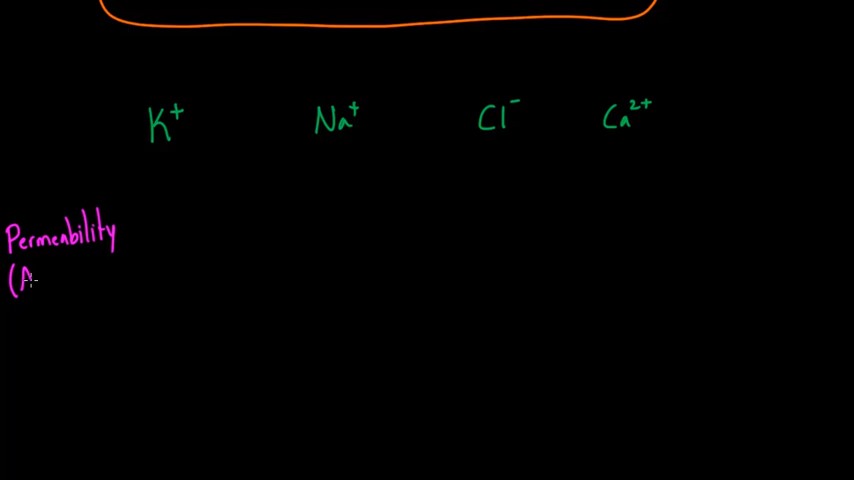 K⁺ Na⁺ Cl⁻ Ca²⁺
Permeability
(A